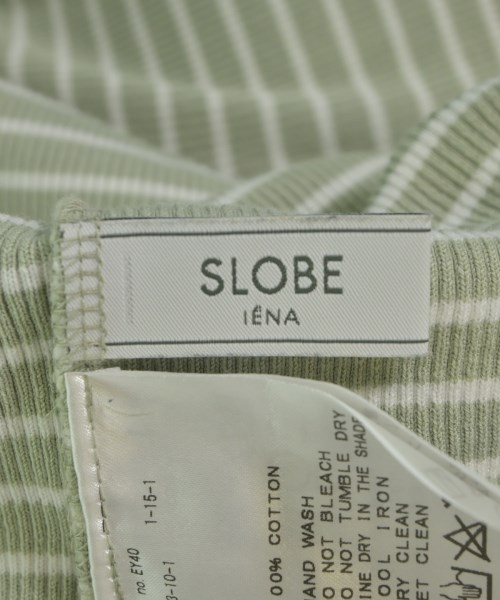 SLOBE
IÉNA
00% COTTON
AND WASH
O NOT BLEACH
O NOT TUMBLE DRY
INE DRY IN THE SHADE
OOL IRON
RY CLEAN
ET CLEAN
no. EY40
1-15-1
3-10-1